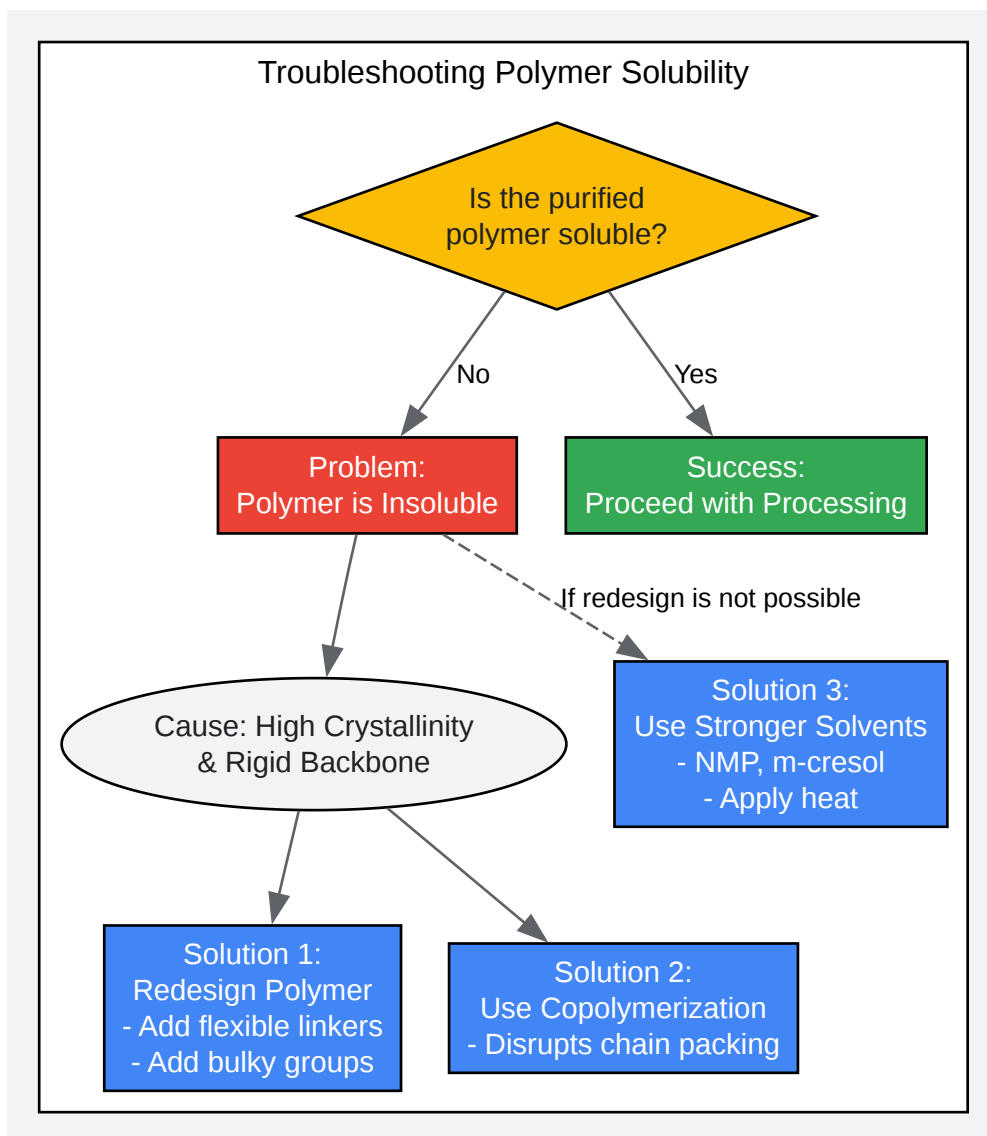 Troubleshooting Polymer Solubility
Is the purified
polymer soluble?
No
Yes
Problem:
Polymer is Insoluble
Success:
Proceed with Processing
If redesign is not possible
Cause: High Crystallinity
& Rigid Backbone
Solution 3:
Use Stronger Solvents
- NMP, m-cresol
- Apply heat
Solution 1:
Redesign Polymer
- Add flexible linkers
- Add bulky groups
Solution 2:
Use Copolymerization
- Disrupts chain packing